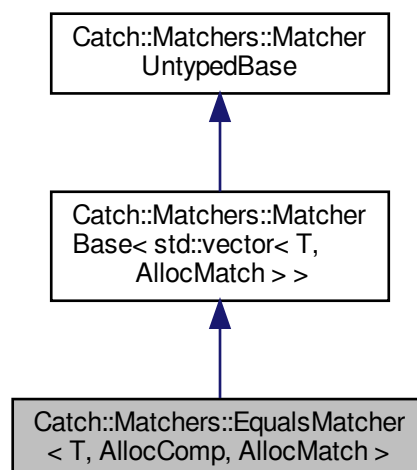 Catch::Matchers::Matcher
UntypedBase
Catch::Matchers::Matcher
Base< std::vector< T,
AllocMatch > >
Catch::Matchers::EqualsMatcher
< T, AllocComp, AllocMatch >